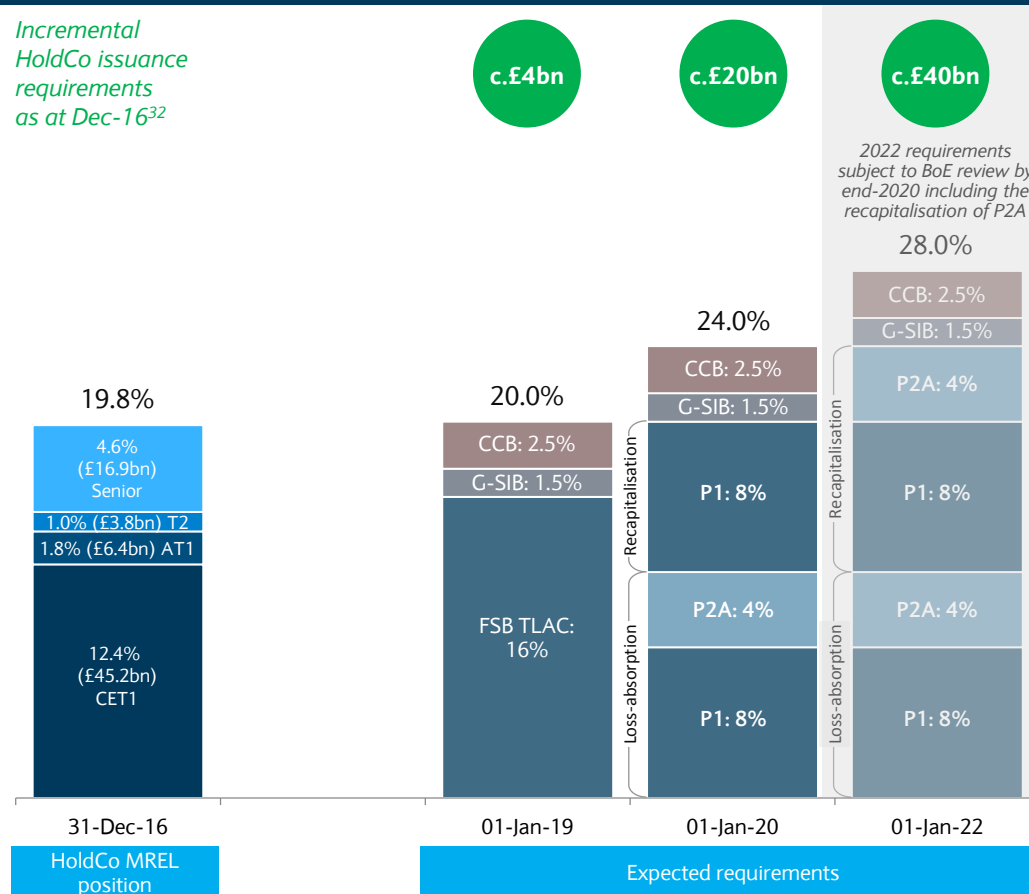 Incremental
HoldCo issuance
requirements
as at Dec-16³²
c.£4bn
c.£20bn
c.£40bn
2022 requirements
subject to BoE review by
end-2020 including the
recapitalisation of P2A
19.8%
4.6%
(£16.9bn)
Senior
1.0% (£3.8bn) T2
1.8% (£6.4bn) AT1
12.4%
(£45.2bn)
CET1
20.0%
CCB: 2.5%
G-SIB: 1.5%
FSB TLAC:
16%
24.0%
CCB: 2.5%
G-SIB: 1.5%
Recapitalisation
P1: 8%
Loss-absorption
P2A: 4%
P1: 8%
28.0%
CCB: 2.5%
G-SIB: 1.5%
Recapitalisation
P2A: 4%
P1: 8%
Loss-absorption
P2A: 4%
P1: 8%
31-Dec-16
01-Jan-19
01-Jan-20
01-Jan-22
HoldCo MREL
position
Expected requirements